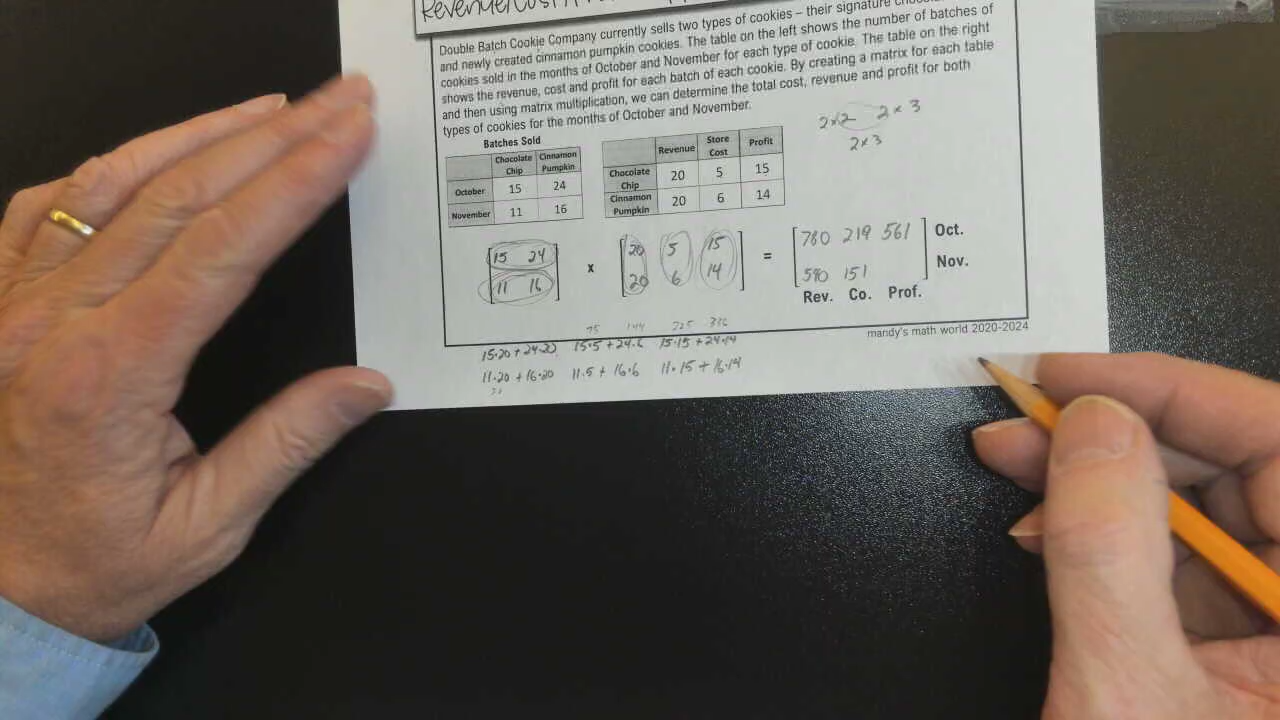 Revenue/Cost
Double Batch Cookie Company currently sells two types of cookies – their signature
and newly created cinnamon pumpkin cookies. The table on the left shows the number of batches of
cookies sold in the months of October and November for each type of cookie. The table on the right
shows the revenue, cost and profit for each batch of each cookie. By creating a matrix for each table
and then using matrix multiplication, we can determine the total cost, revenue and profit for both
types of cookies for the months of October and November.
2x2 2x3
2x3
Batches Sold
Chocolate Chip Cinnamon Pumpkin
October 15 24
November 11 16
Revenue Store Cost Profit
Chocolate Chip 20 5 15
Cinnamon Pumpkin 20 6 14
[15 24 x [20 5 15 = [780 219 561 ] Oct.
11 16] 20 6 14] 590 151 Nov.
Rev. Co. Prof.
mandy's math world 2020-2024
75 144 225 336
15·20 + 24·20 15·5 + 24·6 15·15 + 24·14
11·20 + 16·20 11·5 + 16·6 11·15 + 16·14